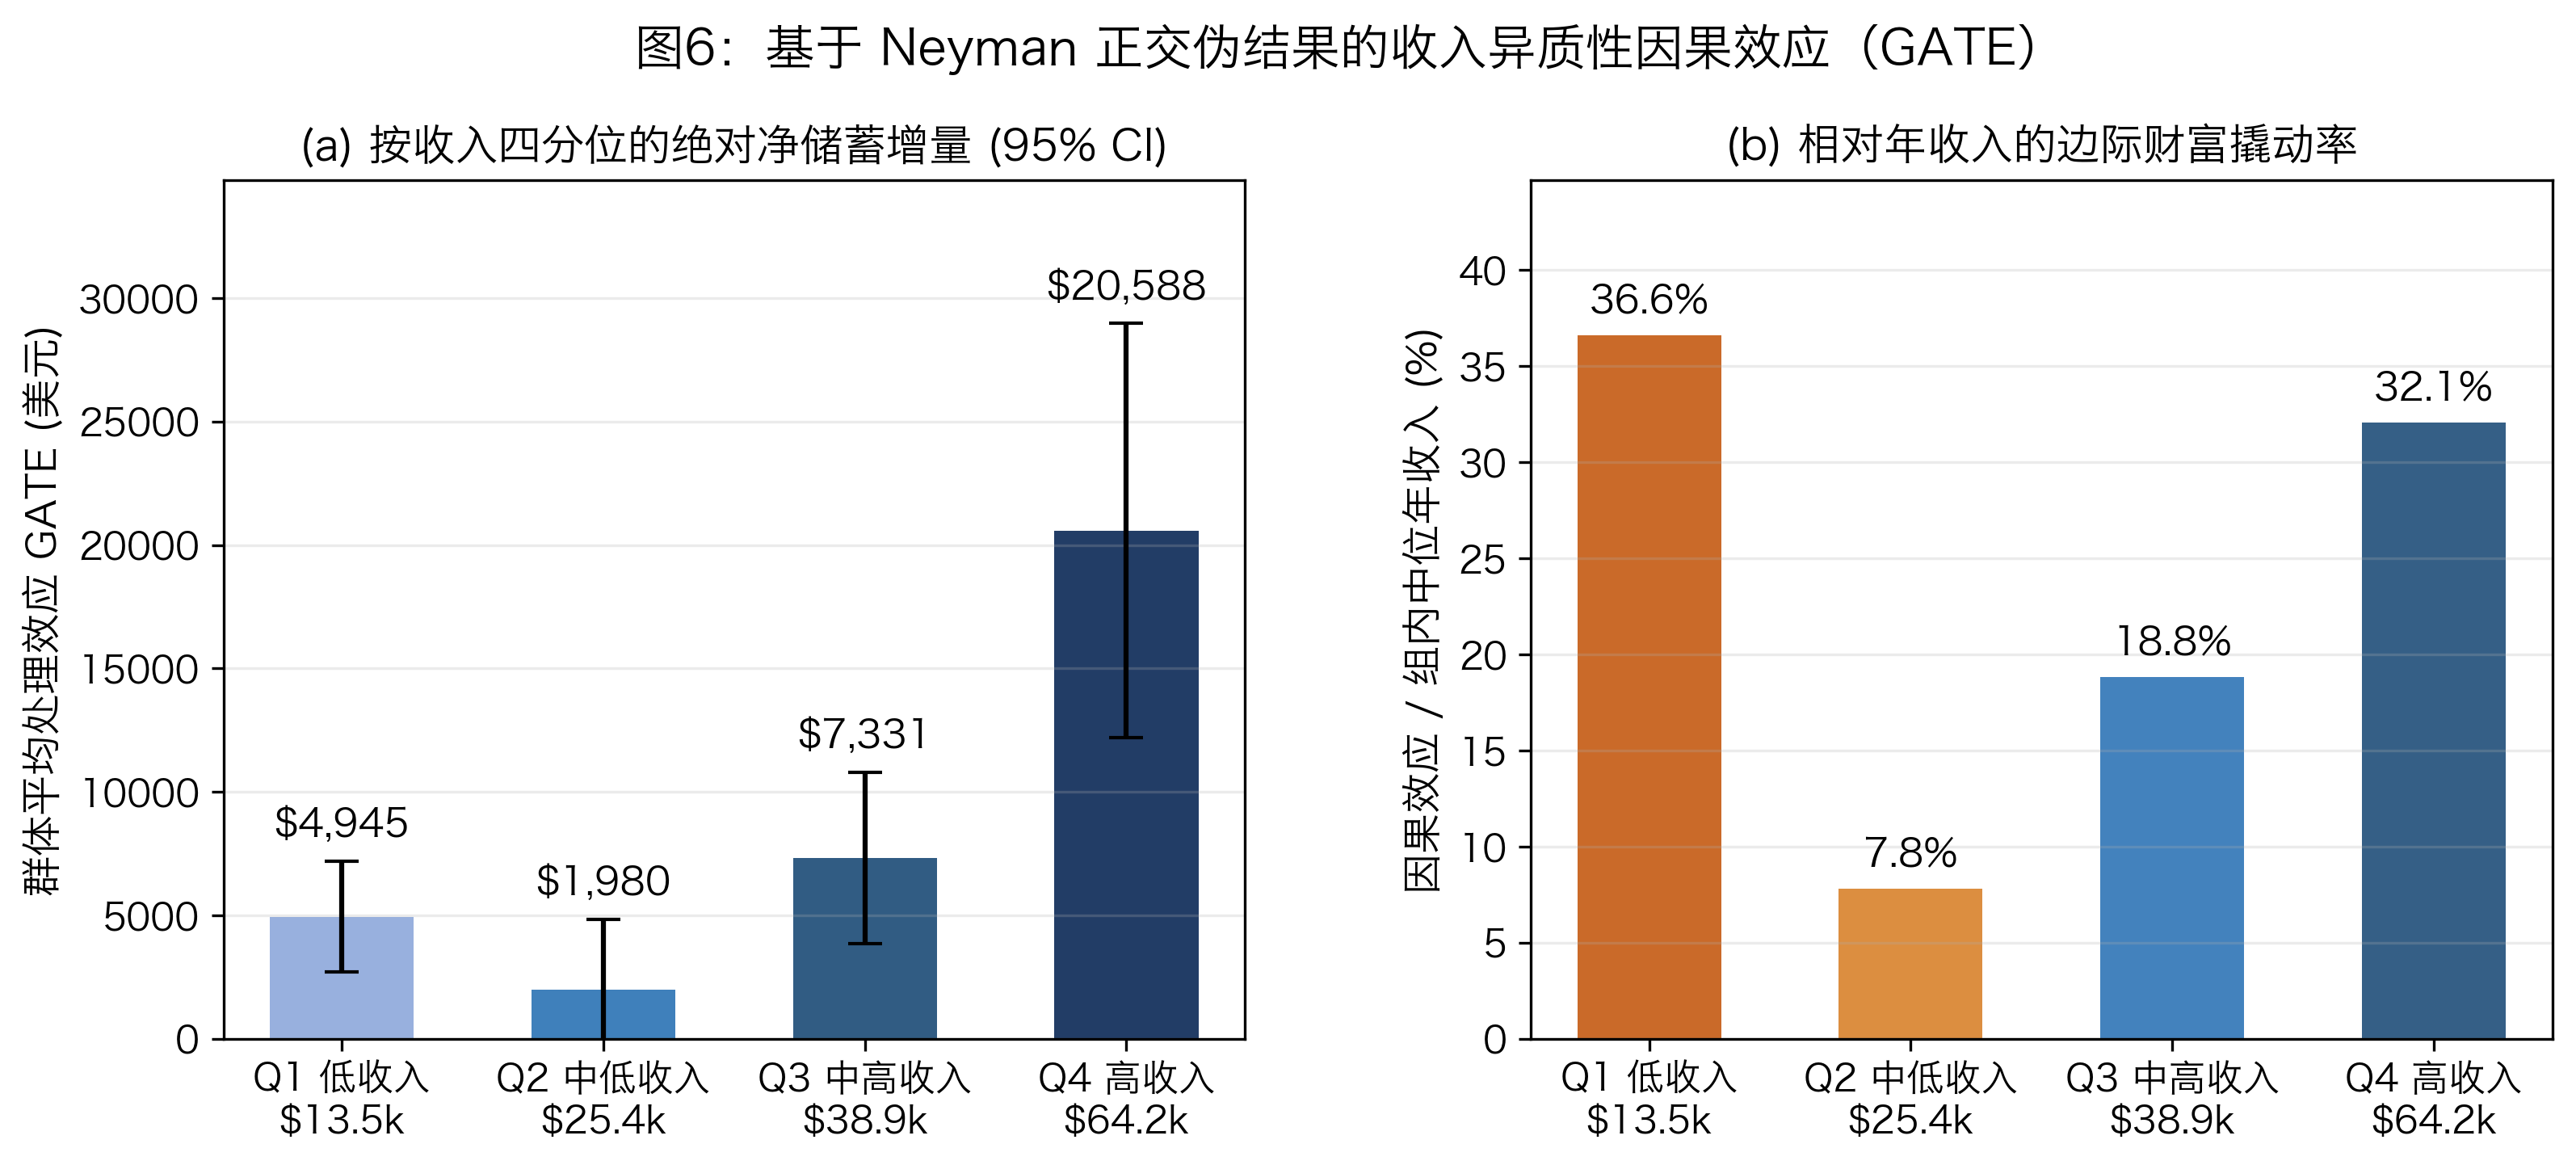 图6：基于 Neyman 正交伪结果的收入异质性因果效应（GATE）
(a) 按收入四分位的绝对净储蓄增量 (95% CI)
群体平均处理效应 GATE (美元)
30000
25000
20000
15000
10000
5000
0
$4,945
$1,980
$7,331
$20,588
Q1 低收入
$13.5k
Q2 中低收入
$25.4k
Q3 中高收入
$38.9k
Q4 高收入
$64.2k
(b) 相对年收入的边际财富撬动率
因果效应 / 组内中位年收入 (%)
40
35
30
25
20
15
10
5
0
36.6%
7.8%
18.8%
32.1%
Q1 低收入
$13.5k
Q2 中低收入
$25.4k
Q3 中高收入
$38.9k
Q4 高收入
$64.2k